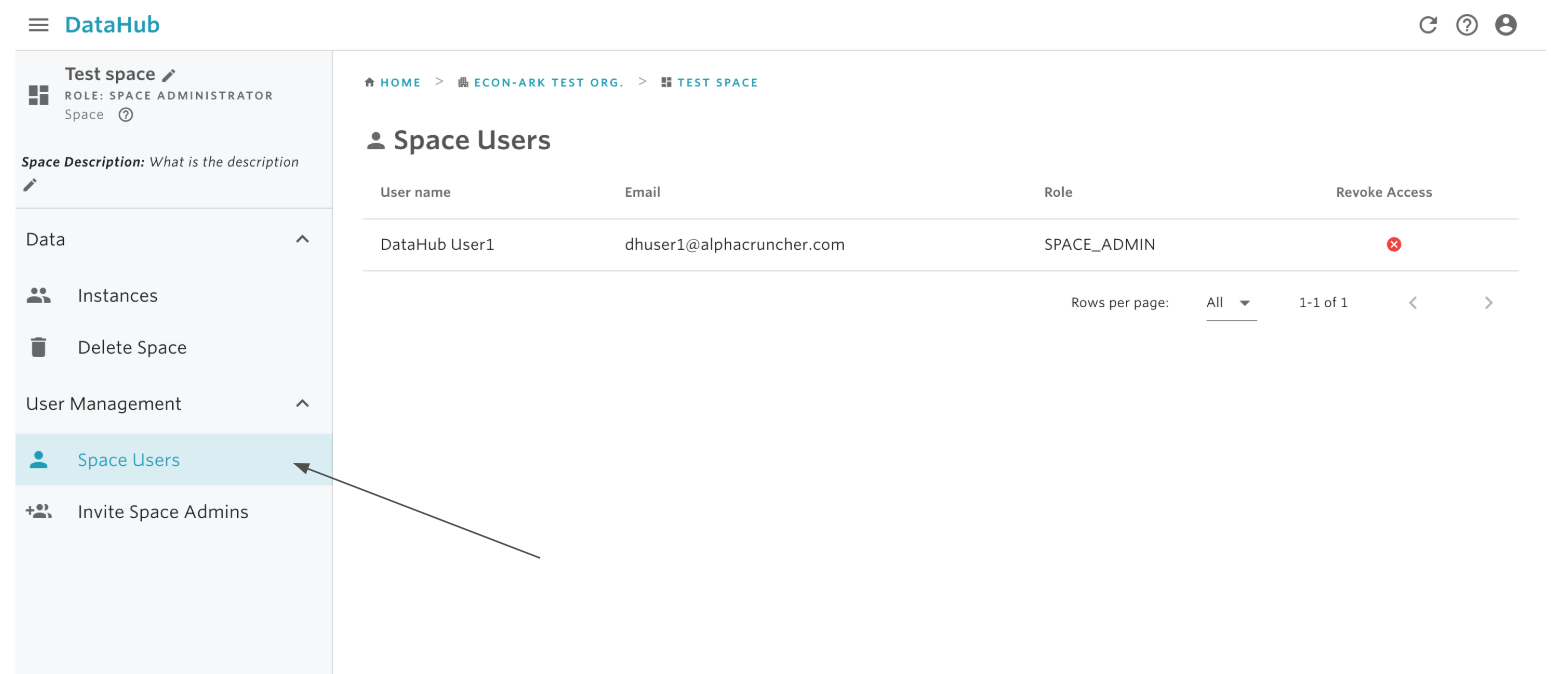 DataHub
Test space
ROLE: SPACE ADMINISTRATOR
Space
Space Description: What is the description
Data
Instances
Delete Space
User Management
Space Users
Invite Space Admins
HOME > ECON-ARK TEST ORG. > TEST SPACE
Space Users
User name Email Role Revoke Access
DataHub User1 dhuser1@alphacruncher.com SPACE_ADMIN
Rows per page: All 1-1 of 1